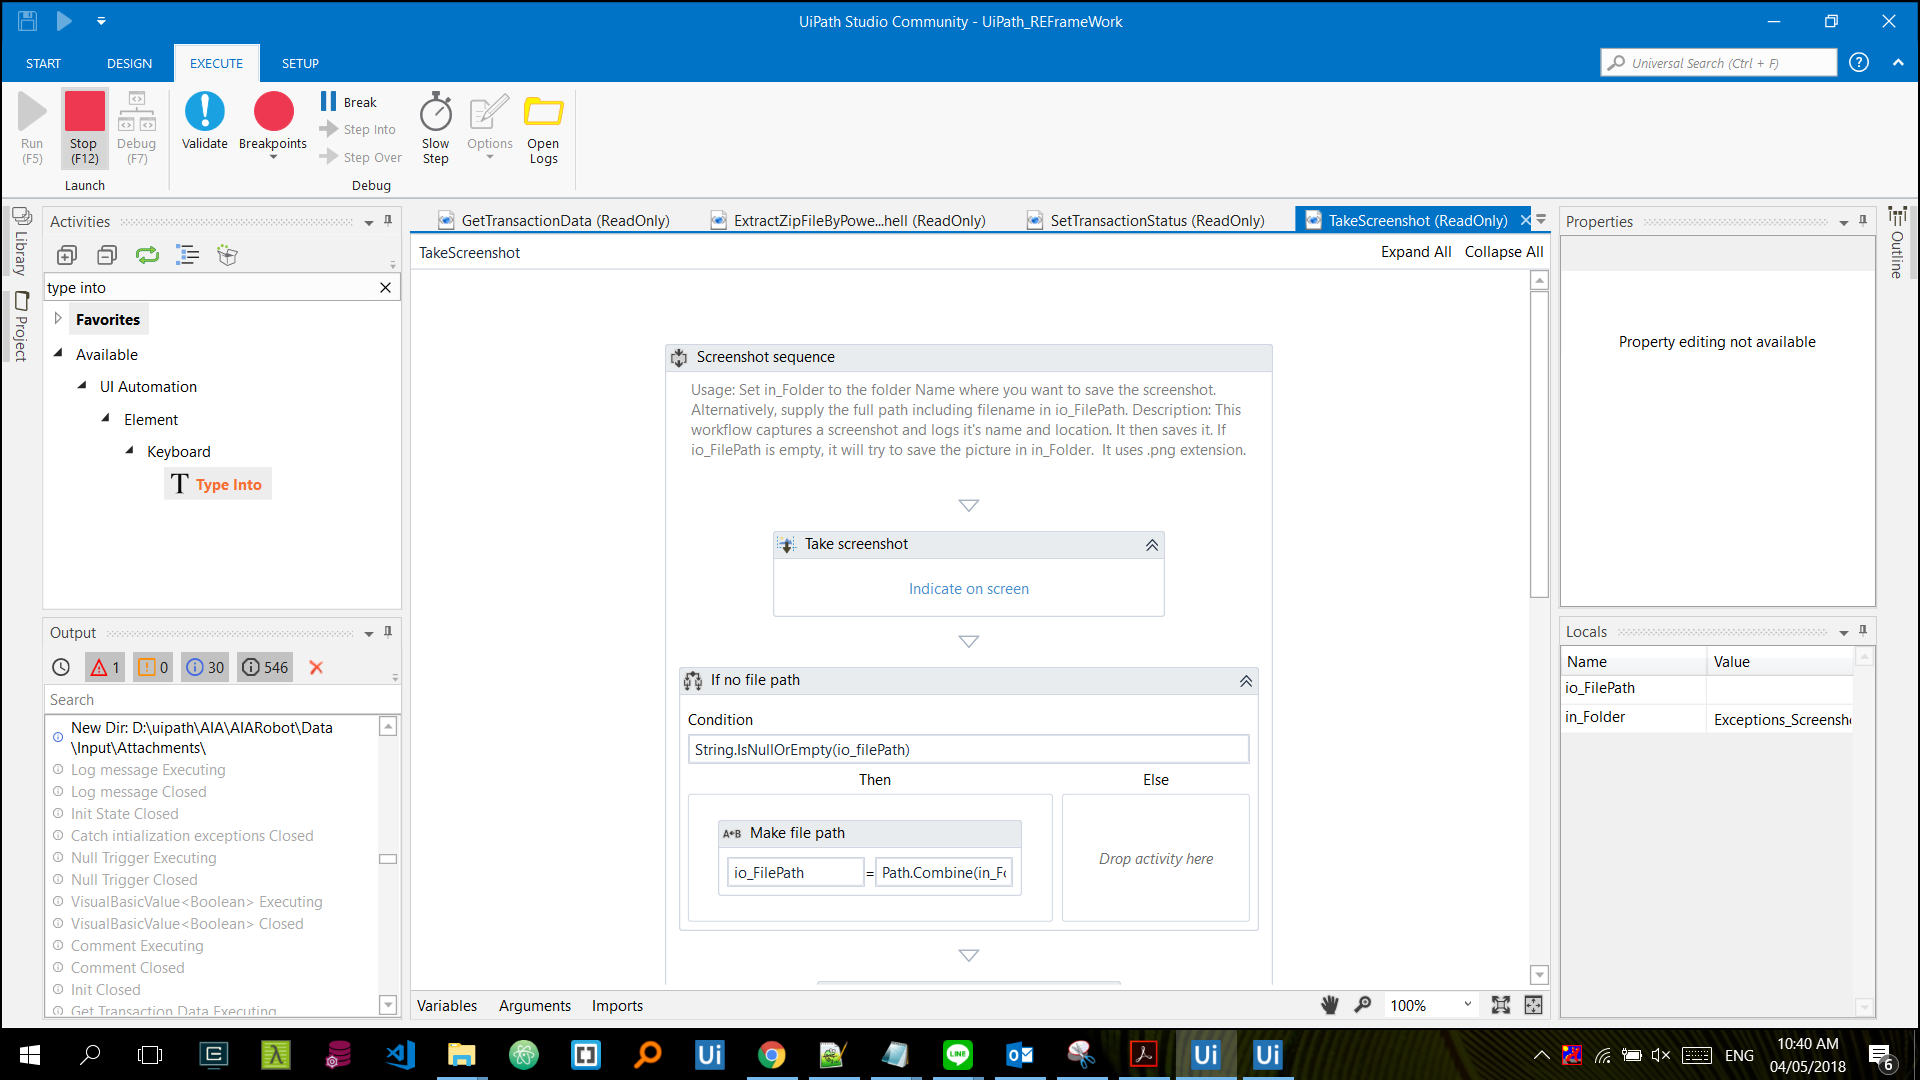 UiPath Studio Community - UiPath_REFrameWork
START
DESIGN
EXECUTE
SETUP
Universal Search (Ctrl + F)
Run
(F5)
Stop
(F12)
Debug
(F7)
Launch
Validate
Breakpoints
Break
Step Into
Step Over
Slow
Step
Options
Open
Logs
Debug
Library
Project
Activities
type into
Favorites
Available
UI Automation
Element
Keyboard
T Type Into
Output
1
0
30
546
Search
New Dir: D:\uipath\AIA\AIARobot\Data
\Input\Attachments\
Log message Executing
Log message Closed
Init State Closed
Catch intialization exceptions Closed
Null Trigger Executing
Null Trigger Closed
VisualBasicValue<Boolean> Executing
VisualBasicValue<Boolean> Closed
Comment Executing
Comment Closed
Init Closed
Get Transaction Data Executing
GetTransactionData (ReadOnly)
ExtractZipFileByPowe...hell (ReadOnly)
SetTransactionStatus (ReadOnly)
TakeScreenshot (ReadOnly)
TakeScreenshot
Expand All
Collapse All
Screenshot sequence
Usage: Set in_Folder to the folder Name where you want to save the screenshot.
Alternatively, supply the full path including filename in io_FilePath. Description: This
workflow captures a screenshot and logs it's name and location. It then saves it. If
io_FilePath is empty, it will try to save the picture in in_Folder.  It uses .png extension.
Take screenshot
Indicate on screen
If no file path
Condition
String.IsNullOrEmpty(io_filePath)
Then
Else
A+B Make file path
io_FilePath
=
Path.Combine(in_Fo
Drop activity here
Variables
Arguments
Imports
100%
Properties
Property editing not available
Outline
Locals
Name
Value
io_FilePath
in_Folder
Exceptions_Screensh
Ui
Ui
Ui
LINE
ENG
10:40 AM
04/05/2018
6